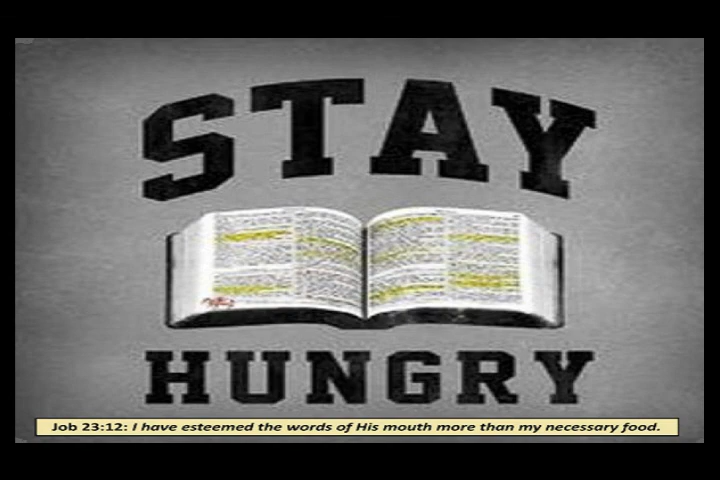 STAY
HUNGRY
Job 23:12: I have esteemed the words of His mouth more than my necessary food.